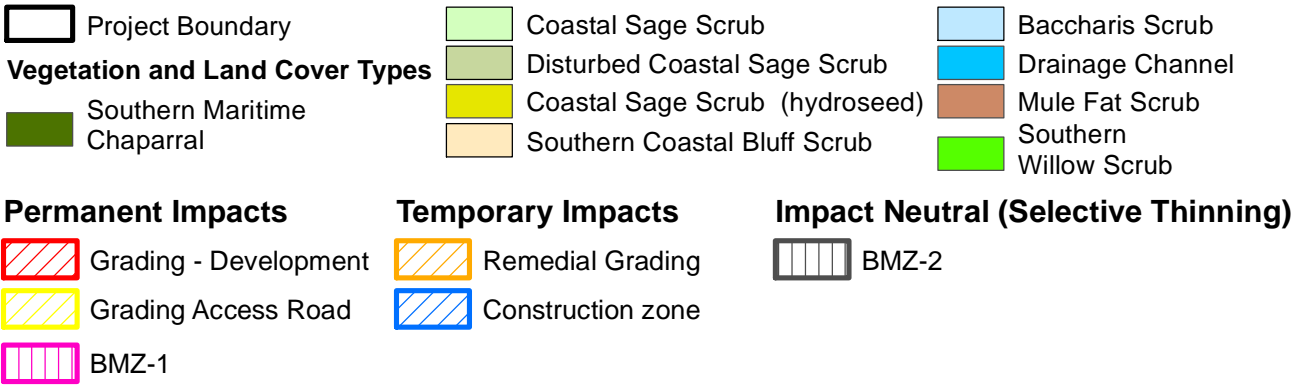 Project Boundary
Vegetation and Land Cover Types
Southern Maritime
Chaparral
Coastal Sage Scrub
Disturbed Coastal Sage Scrub
Coastal Sage Scrub (hydroseed)
Southern Coastal Bluff Scrub
Baccharis Scrub
Drainage Channel
Mule Fat Scrub
Southern
Willow Scrub
Permanent Impacts
Grading - Development
Grading Access Road
BMZ-1
Temporary Impacts
Remedial Grading
Construction zone
Impact Neutral (Selective Thinning)
BMZ-2